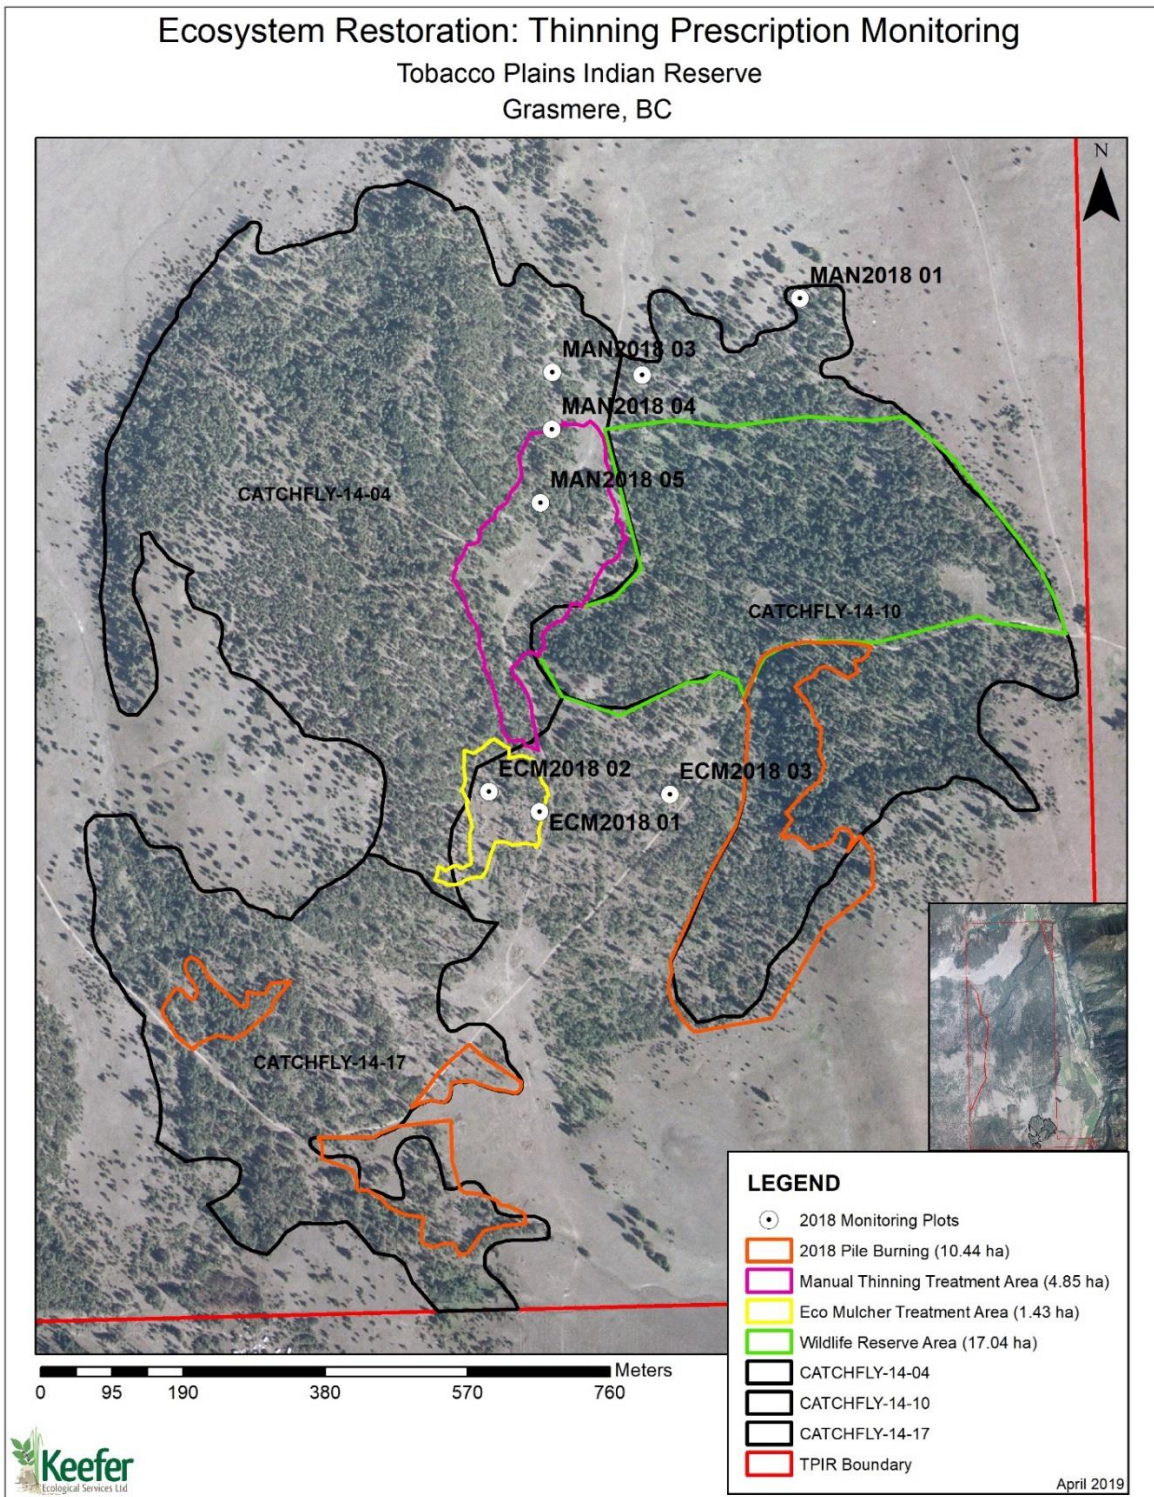 Ecosystem Restoration: Thinning Prescription Monitoring
Tobacco Plains Indian Reserve
Grasmere, BC
N
MAN2018 01
MAN2018 03
MAN2018 04
MAN2018 05
CATCHFLY-14-04
CATCHFLY-14-10
ECM2018 02
ECM2018 03
ECM2018 01
CATCHFLY-14-17
LEGEND
2018 Monitoring Plots
2018 Pile Burning (10.44 ha)
Manual Thinning Treatment Area (4.85 ha)
Eco Mulcher Treatment Area (1.43 ha)
Wildlife Reserve Area (17.04 ha)
CATCHFLY-14-04
CATCHFLY-14-10
CATCHFLY-14-17
TPIR Boundary
April 2019
Meters
0 95 190 380 570 760
Keefer
Ecological Services Ltd